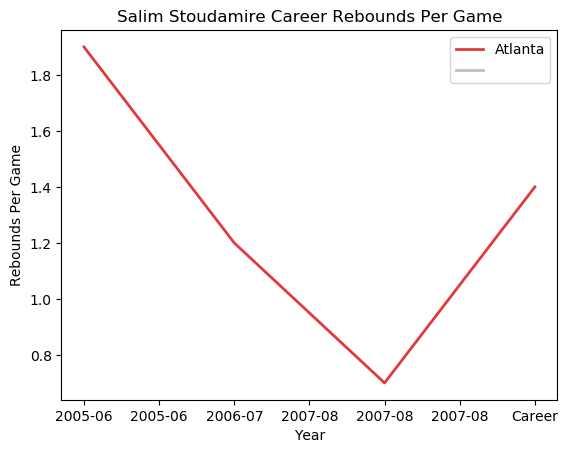 Salim Stoudamire Career Rebounds Per Game
Atlanta
Rebounds Per Game
1.8
1.6
1.4
1.2
1.0
0.8
2005-06 2005-06 2006-07 2007-08 2007-08 2007-08 Career
Year